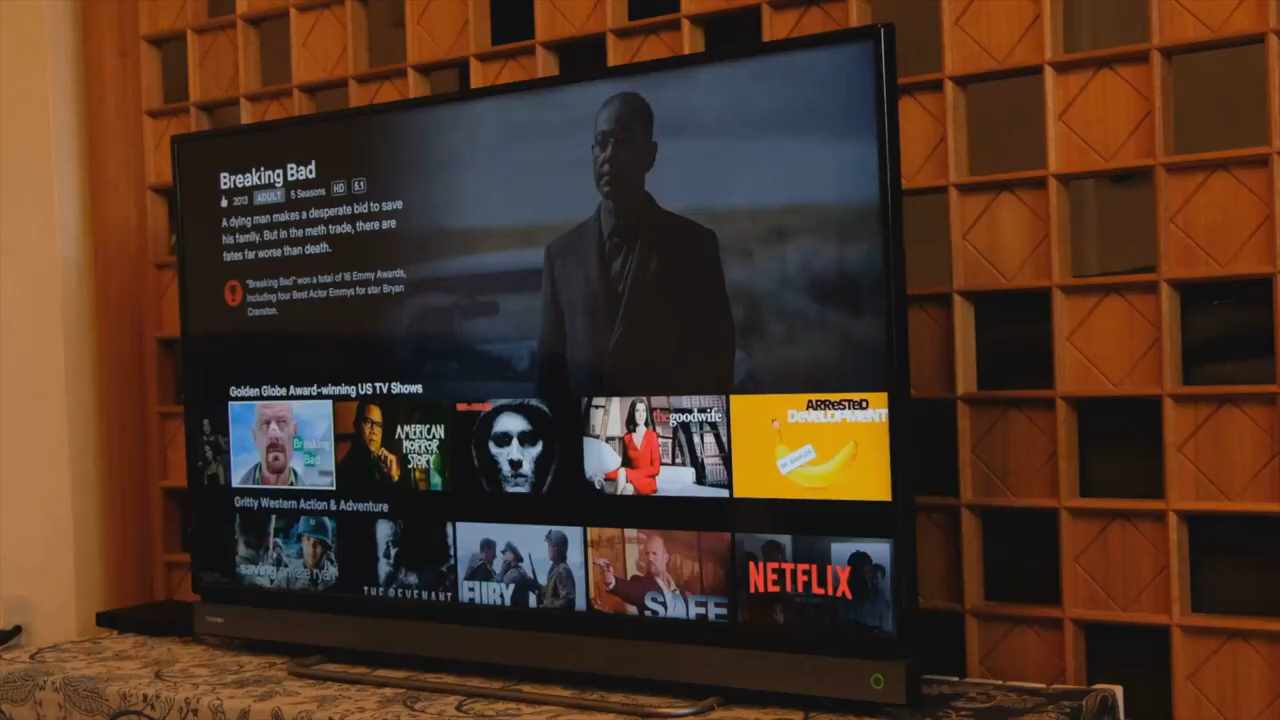 Breaking Bad
2013 ADULT 5 Seasons HD 5.1
A dying man makes a desperate bid to save
his family. But in the meth trade, there are
fates far worse than death.
"Breaking Bad" won a total of 16 Emmy Awards,
including four Best Actor Emmys for star Bryan
Cranston.
Golden Globe Award-winning US TV Shows
Breaking
Bad
AMERICAN
HORROR
STORY
thegoodwife
ARReSTeD
DeveLOPMENT
Gritty Western Action & Adventure
saving private ryan
THE REVENANT
FURY
SAFE
NETFLIX
TOSHIBA